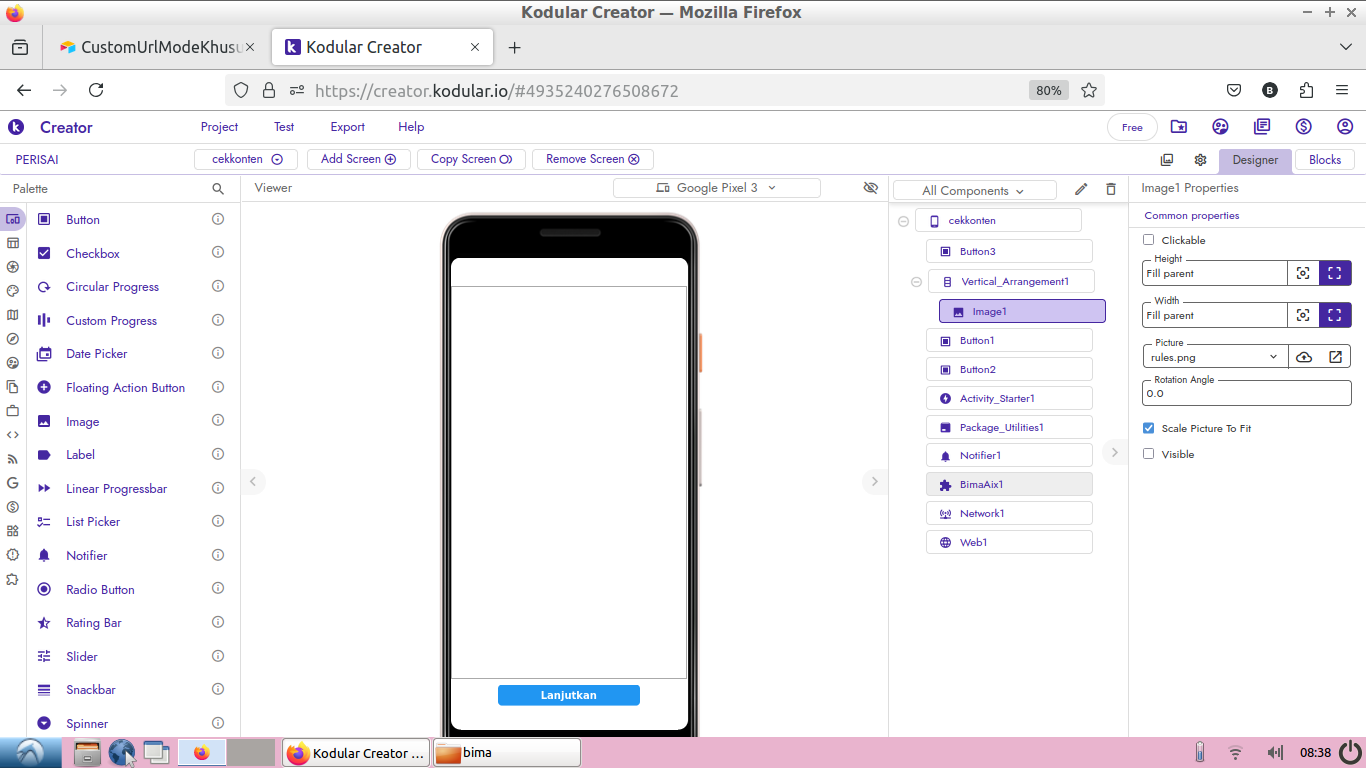 Kodular Creator — Mozilla Firefox
CustomUrlModeKhusu
Kodular Creator
https://creator.kodular.io/#4935240276508672
80%
B
Creator
Project
Test
Export
Help
Free
PERISAI
cekkonten
Add Screen
Copy Screen
Remove Screen
Designer
Blocks
Palette
Button
Checkbox
Circular Progress
Custom Progress
Date Picker
Floating Action Button
Image
Label
Linear Progressbar
List Picker
Notifier
Radio Button
Rating Bar
Slider
Snackbar
Spinner
Viewer
Google Pixel 3
Lanjutkan
All Components
cekkonten
Button3
Vertical_Arrangement1
Image1
Button1
Button2
Activity_Starter1
Package_Utilities1
Notifier1
BimaAix1
Network1
Web1
Image1 Properties
Common properties
Clickable
Height
Fill parent
Width
Fill parent
Picture
rules.png
Rotation Angle
0.0
Scale Picture To Fit
Visible
Kodular Creator ...
bima
08:38